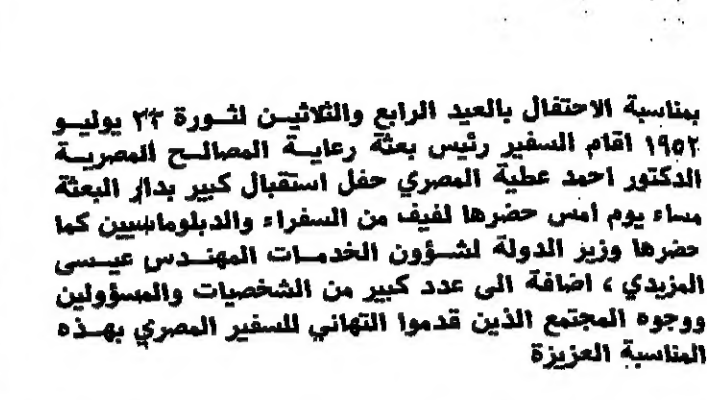 بمناسبة الاحتفال بالعيد الرابع والثلاثين لثورة ٢٣ يوليو
١٩٥٢ اقام السفير رئيس بعثة رعاية المصالح المصرية
الدكتور احمد عطية المصري حفل استقبال كبير بدار البعثة
مساء يوم امس حضرها لفيف من السفراء والدبلوماسيين كما
حضرها وزير الدولة لشؤون الخدمات المهندس عيسى
المزيدي ، اضافة الى عدد كبير من الشخصيات والمسؤولين
ووجوه المجتمع الذين قدموا التهاني للسفير المصري بهذه
المناسبة العزيزة